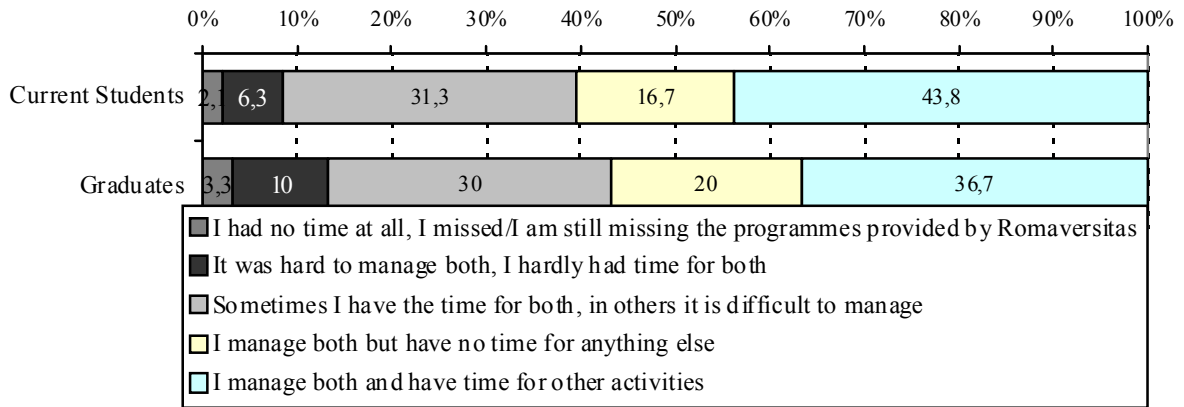 0% 10% 20% 30% 40% 50% 60% 70% 80% 90% 100%
Current Students 2,1 6,3 31,3 16,7 43,8
Graduates 3,3 10 30 20 36,7
I had no time at all, I missed/I am still missing the programmes provided by Romaversitas
It was hard to manage both, I hardly had time for both
Sometimes I have the time for both, in others it is difficult to manage
I manage both but have no time for anything else
I manage both and have time for other activities